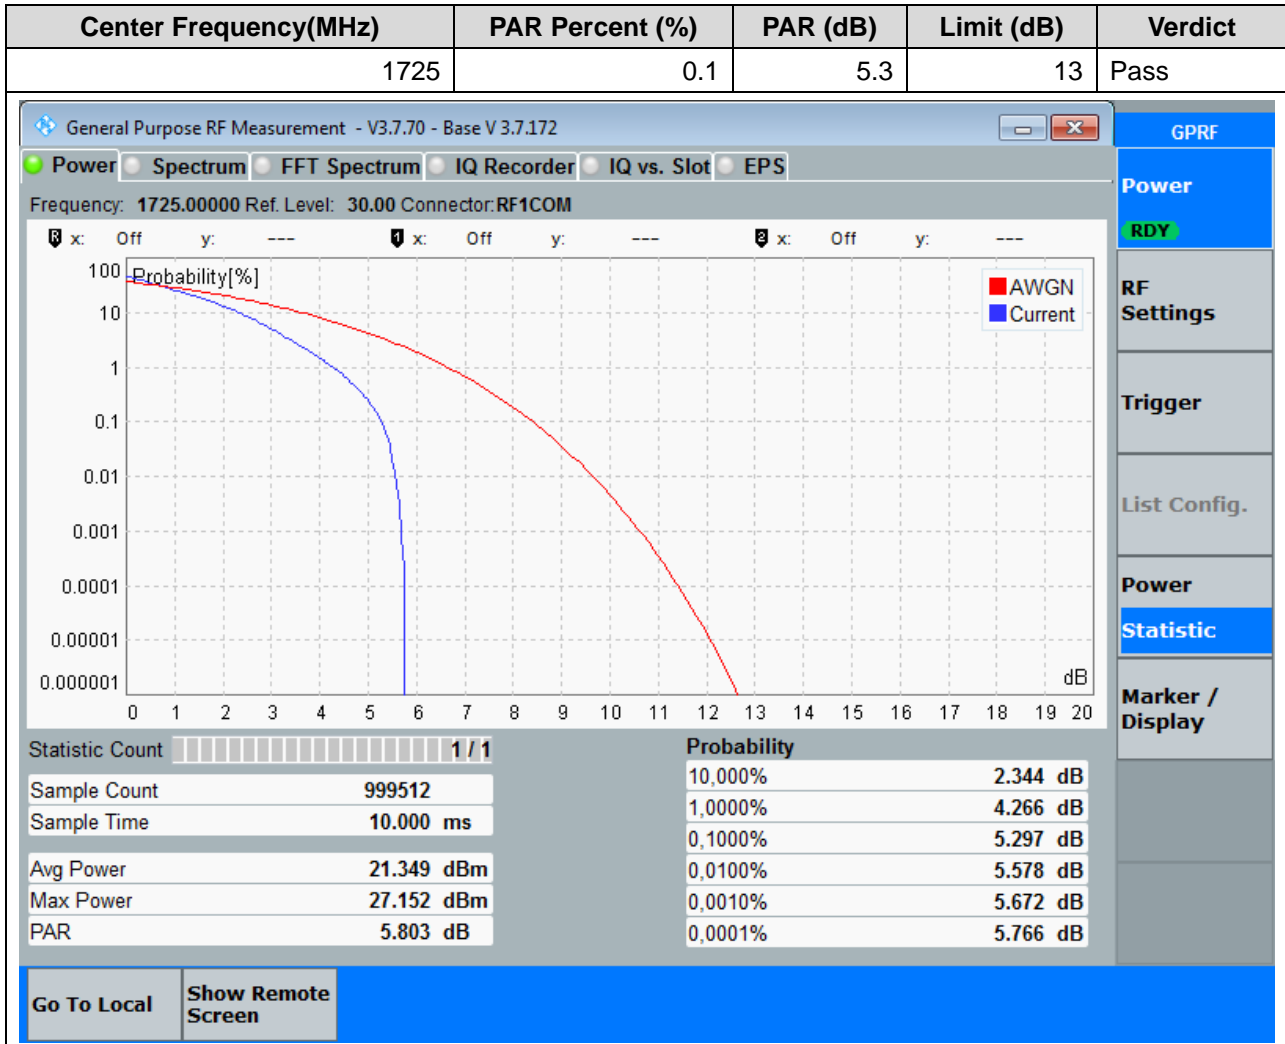 Center Frequency(MHz) PAR Percent (%) PAR (dB) Limit (dB) Verdict
1725 0.1 5.3 13 Pass
General Purpose RF Measurement - V3.7.70 - Base V 3.7.172
GPRF
Power Spectrum FFT Spectrum IQ Recorder IQ vs. Slot EPS
Frequency: 1725.00000 Ref. Level: 30.00 Connector:RF1COM
R x: Off y: --- 1 x: Off y: --- 2 x: Off y: ---
Probability[%]
AWGN
Current
100
10
1
0.1
0.01
0.001
0.0001
0.00001
0.000001
dB
0 1 2 3 4 5 6 7 8 9 10 11 12 13 14 15 16 17 18 19 20
Statistic Count 1 / 1
Sample Count 999512
Sample Time 10.000 ms
Avg Power 21.349 dBm
Max Power 27.152 dBm
PAR 5.803 dB
Probability
10,000% 2.344 dB
1,0000% 4.266 dB
0,1000% 5.297 dB
0,0100% 5.578 dB
0,0010% 5.672 dB
0,0001% 5.766 dB
Power
RDY
RF
Settings
Trigger
List Config.
Power
Statistic
Marker /
Display
Go To Local
Show Remote
Screen